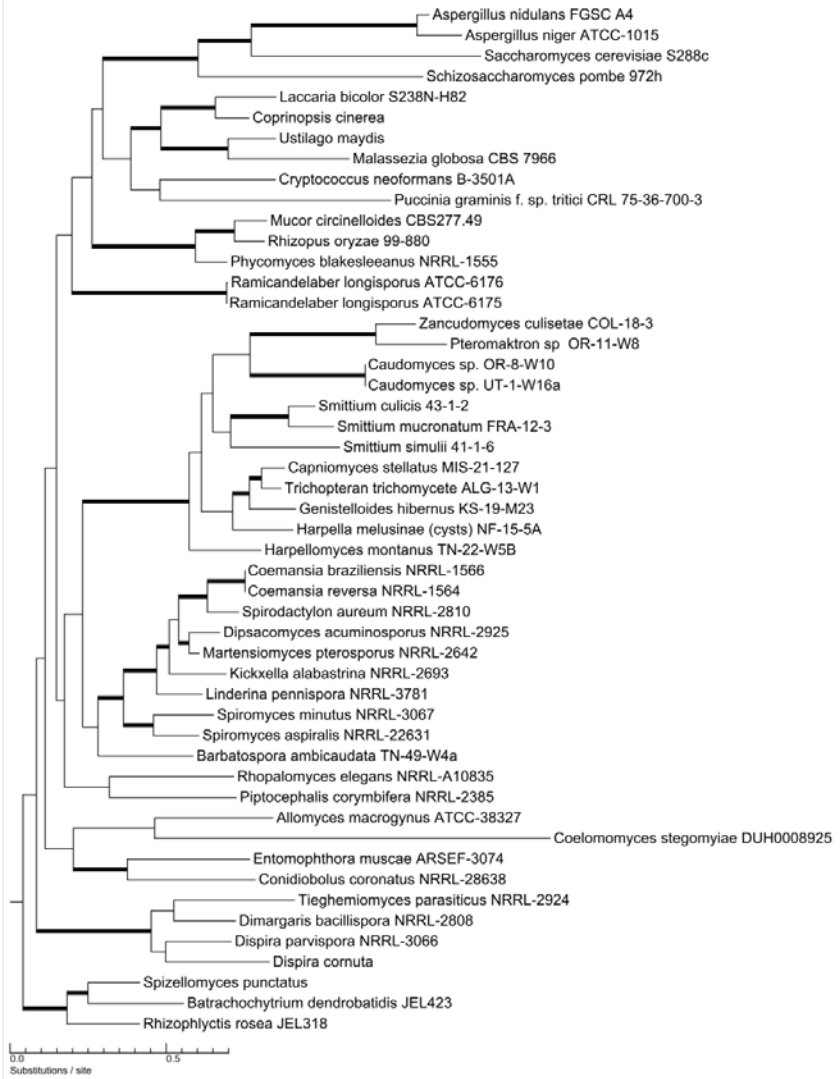 Aspergillus nidulans FGSC A4
Aspergillus niger ATCC-1015
Saccharomyces cerevisiae S288c
Schizosaccharomyces pombe 972h
Laccaria bicolor S238N-H82
Coprinopsis cinerea
Ustilago maydis
Malassezia globosa CBS 7966
Cryptococcus neoformans B-3501A
Puccinia graminis f. sp. tritici CRL 75-36-700-3
Mucor circinelloides CBS277.49
Rhizopus oryzae 99-880
Phycomyces blakesleeanus NRRL-1555
Ramicandelaber longisporus ATCC-6176
Ramicandelaber longisporus ATCC-6175
Zancudomyces culisetae COL-18-3
Pteromaktron sp OR-11-W8
Caudomyces sp. OR-8-W10
Caudomyces sp. UT-1-W16a
Smittium culicis 43-1-2
Smittium mucronatum FRA-12-3
Smittium simulii 41-1-6
Capniomyces stellatus MIS-21-127
Trichopteran trichomycete ALG-13-W1
Genistelloides hibernus KS-19-M23
Harpella melusinae (cysts) NF-15-5A
Harpellomyces montanus TN-22-W5B
Coemansia braziliensis NRRL-1566
Coemansia reversa NRRL-1564
Spirodactylon aureum NRRL-2810
Dipsacomyces acuminosporus NRRL-2925
Martensiomyces pterosporus NRRL-2642
Kickxella alabastrina NRRL-2693
Linderina pennispora NRRL-3781
Spiromyces minutus NRRL-3067
Spiromyces aspiralis NRRL-22631
Barbatospora ambicaudata TN-49-W4a
Rhopalomyces elegans NRRL-A10835
Piptocephalis corymbifera NRRL-2385
Allomyces macrogynus ATCC-38327
Coelomomyces stegomyiae DUH0008925
Entomophthora muscae ARSEF-3074
Conidiobolus coronatus NRRL-28638
Tieghemiomyces parasiticus NRRL-2924
Dimargaris bacillispora NRRL-2808
Dispira parvispora NRRL-3066
Dispira cornuta
Spizellomyces punctatus
Batrachochytrium dendrobatidis JEL423
Rhizophlyctis rosea JEL318
0.0 0.5
Substitutions / site